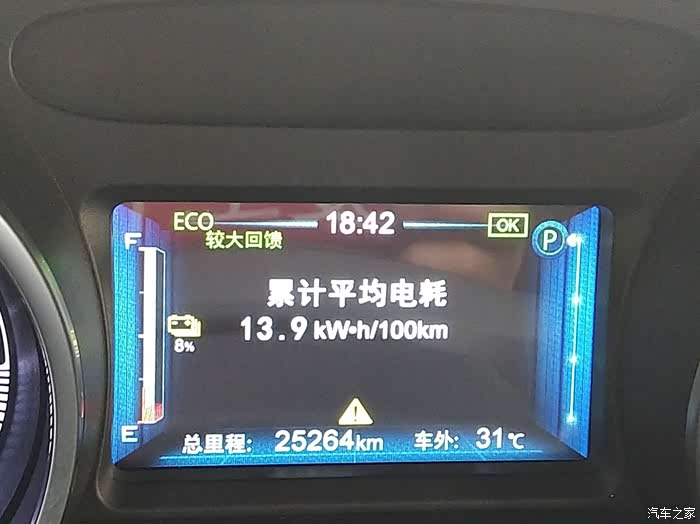 ECO 18:42 OK
较大回馈
P
F
累计平均电耗
13.9 kW·h/100km
8%
E
总里程: 25264km 车外: 31℃
汽车之家